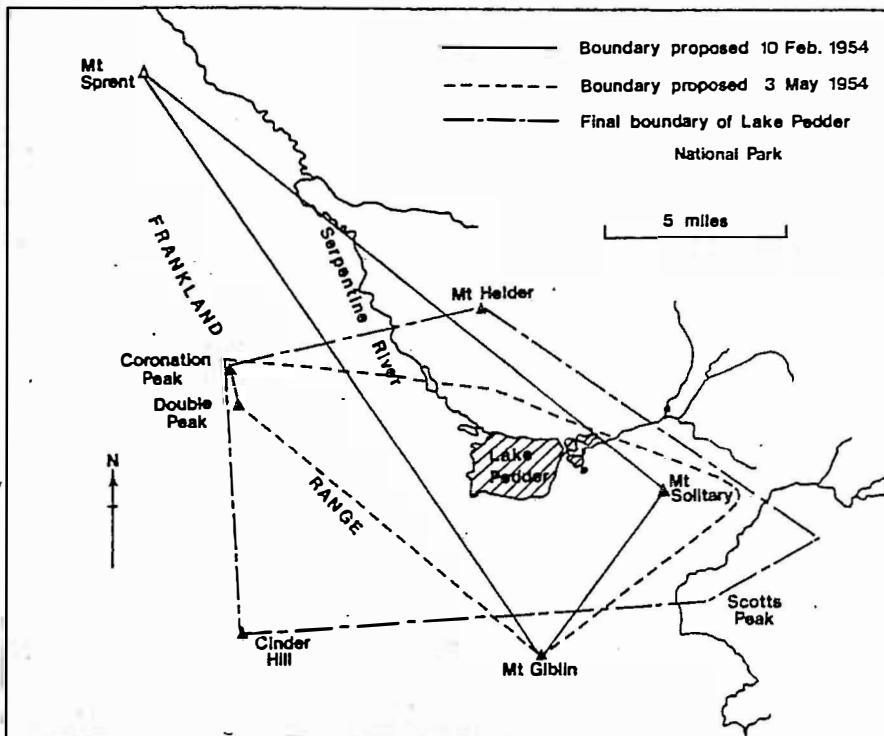 Mt
Sprent
Boundary proposed 10 Feb. 1954
Boundary proposed 3 May 1954
Final boundary of Lake Pedder
National Park
5 miles
FRANKLAND
Serpentine
River
Mt Helder
Coronation
Peak
Double
Peak
N
Lake
Pedder
Mt
Solitary
RANGE
Scotts
Peak
Cinder
Hill
Mt Giblin